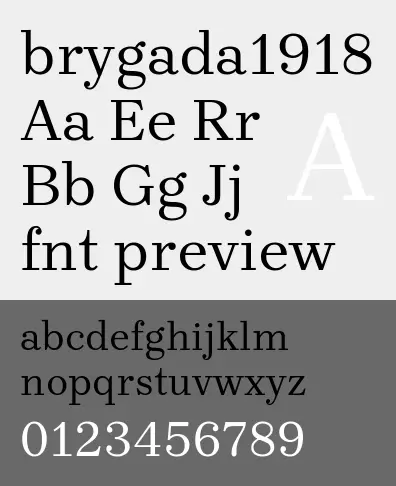 brygada1918
Aa Ee Rr
Bb Gg Jj
A
fnt preview
abcdefghijklm
nopqrstuvwxyz
0123456789